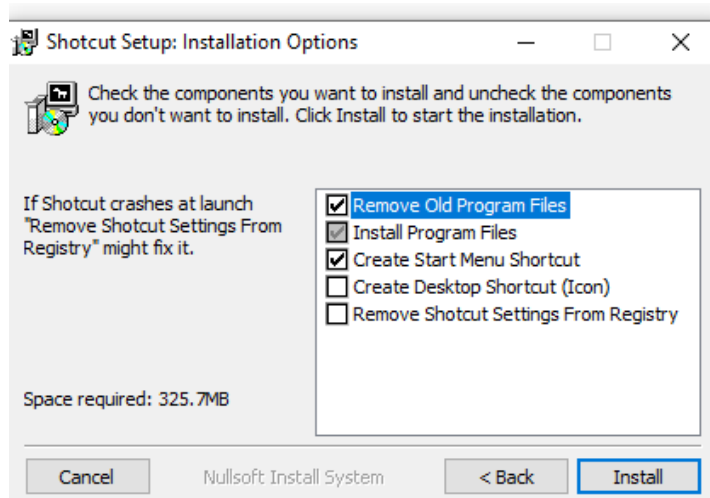 Shotcut Setup: Installation Options
Check the components you want to install and uncheck the components
you don't want to install. Click Install to start the installation.
If Shotcut crashes at launch
"Remove Shotcut Settings From
Registry" might fix it.
Remove Old Program Files
Install Program Files
Create Start Menu Shortcut
Create Desktop Shortcut (Icon)
Remove Shotcut Settings From Registry
Space required: 325.7MB
Cancel
Nullsoft Install System
< Back
Install